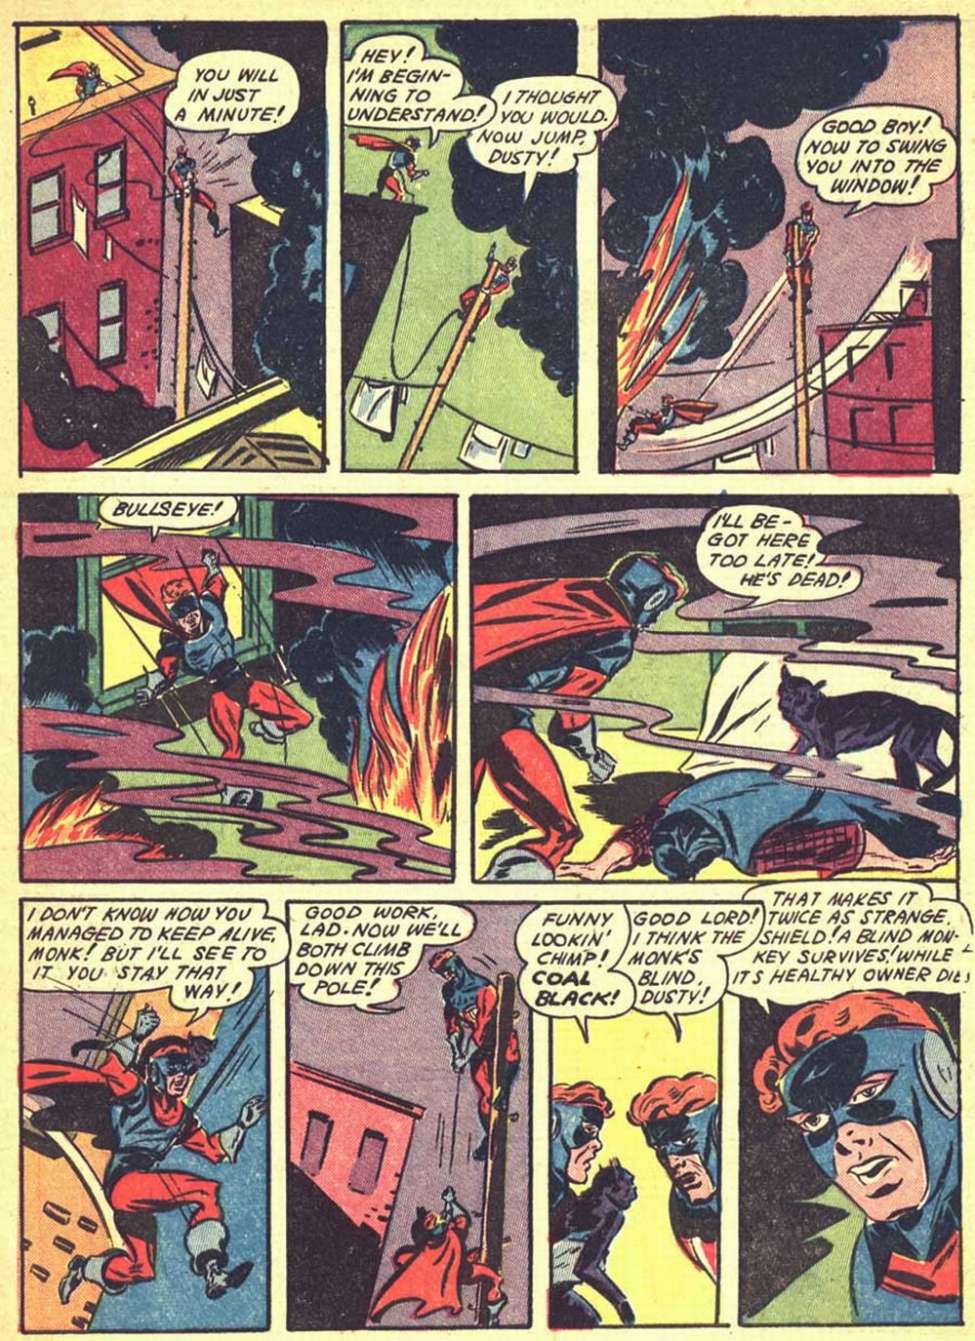 YOU WILL
IN JUST
A MINUTE!
HEY!
I'M BEGIN-
NING TO
UNDERSTAND!
I THOUGHT
YOU WOULD.
NOW JUMP,
DUSTY!
GOOD BOY!
NOW TO SWING
YOU INTO THE
WINDOW!
BULLSEYE!
I'LL BE-
GOT HERE
TOO LATE!
HE'S DEAD!
I DON'T KNOW HOW YOU
MANAGED TO KEEP ALIVE,
MONK! BUT I'LL SEE TO
IT YOU STAY THAT
WAY!
GOOD WORK,
LAD. NOW WE'LL
BOTH CLIMB
DOWN THIS
POLE!
FUNNY
LOOKIN'
CHIMP!
COAL
BLACK!
GOOD LORD!
I THINK THE
MONK'S
BLIND,
DUSTY!
THAT MAKES IT
TWICE AS STRANGE,
SHIELD! A BLIND MON-
KEY SURVIVES! WHILE
IT'S HEALTHY OWNER DIES